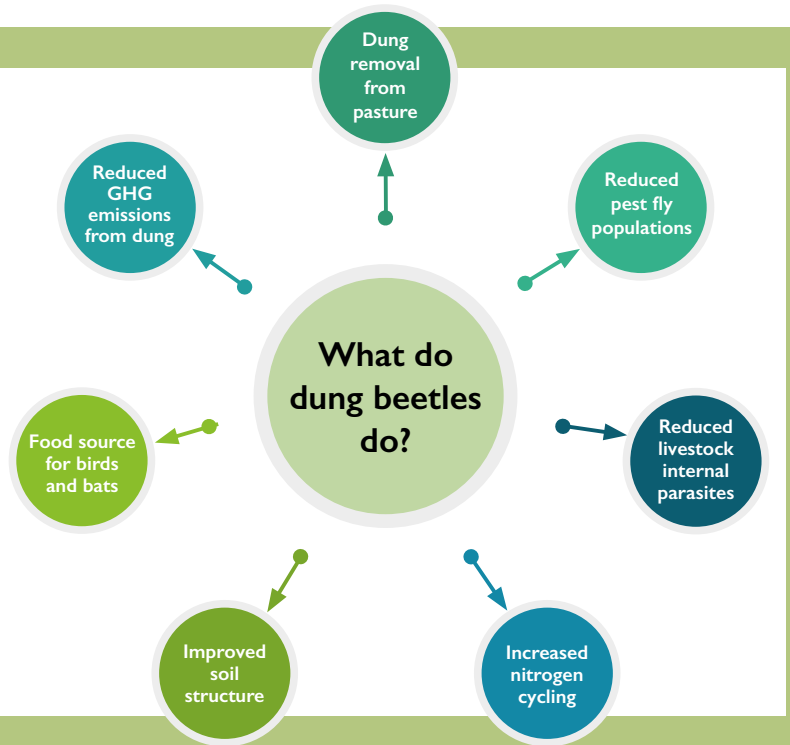 Dung
removal
from
pasture
Reduced
pest fly
populations
Reduced
livestock
internal
parasites
Increased
nitrogen
cycling
Improved
soil
structure
Food source
for birds
and bats
Reduced
GHG
emissions
from dung
What do
dung beetles
do?